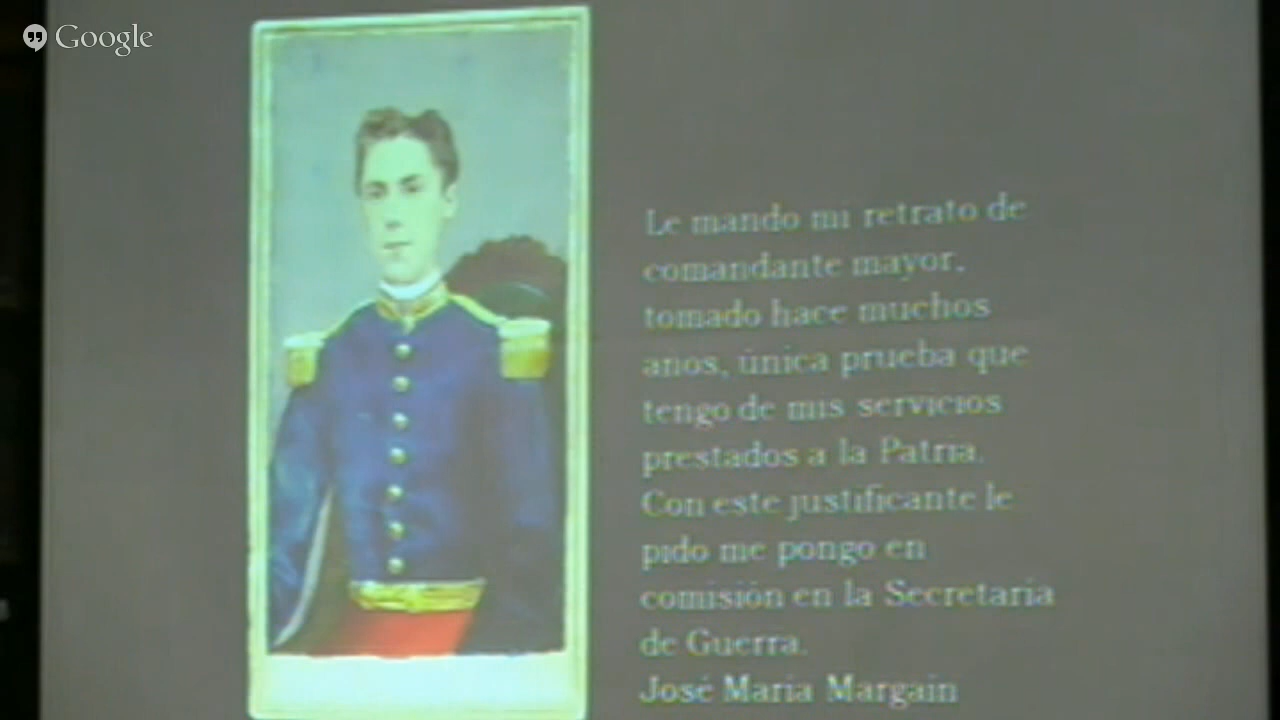 Google
Le mando mi retrato de
comandante mayor,
tomado hace muchos
anos, única prueba que
tengo de mis servicios
prestados a la Patria.
Con este justificante le
pido me pongo en
comisión en la Secretaria
de Guerra.
José Maria Margain